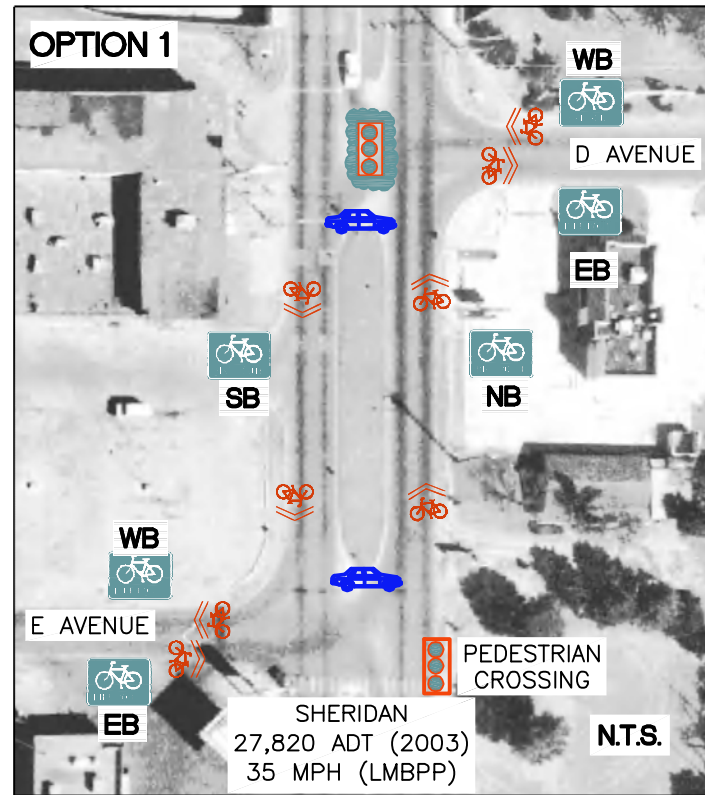 OPTION 1
WB
D AVENUE
EB
SB
NB
WB
E AVENUE
EB
PEDESTRIAN
CROSSING
SHERIDAN
27,820 ADT (2003)
35 MPH (LMBPP)
N.T.S.